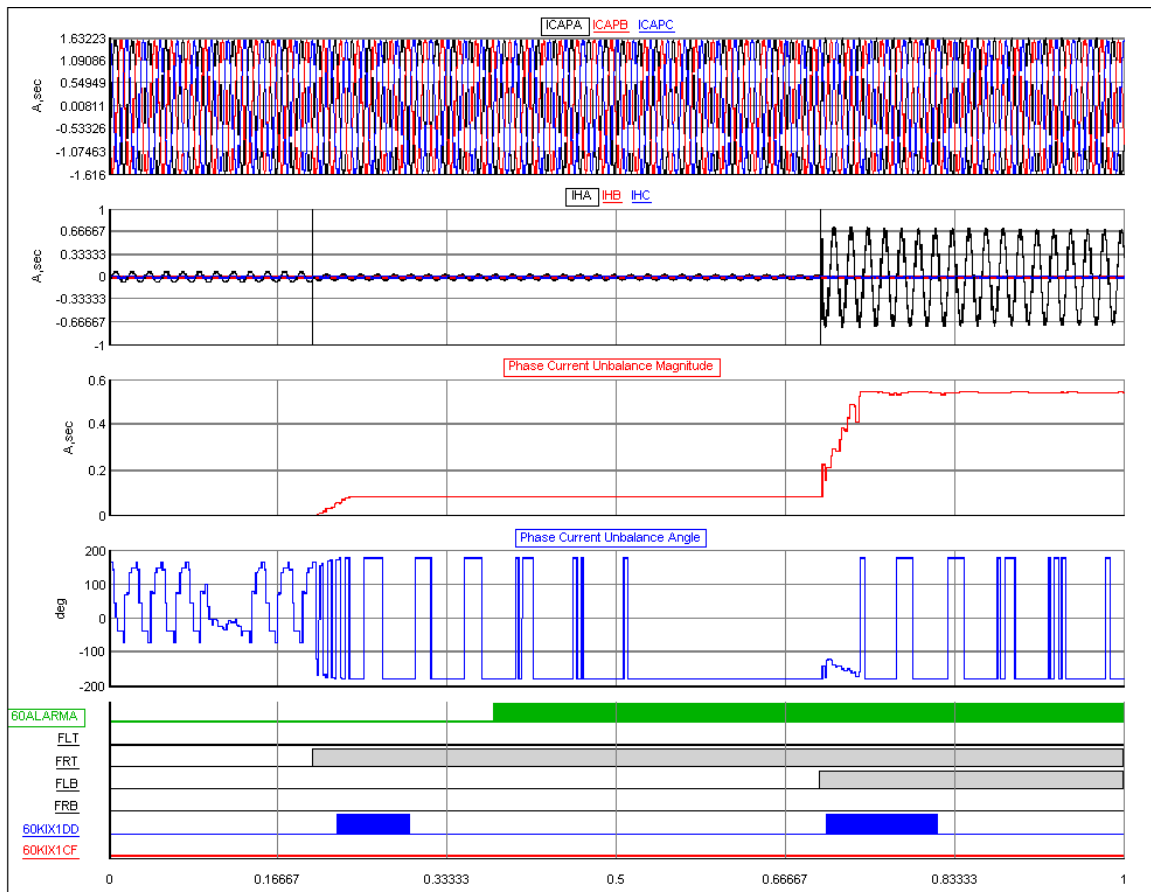 ICAPA ICAPB ICAPC
1.63223
1.09086
0.54949
0.00811
-0.53326
-1.07463
-1.616
A,sec
IHA IHB IHC
1
0.66667
0.33333
0
-0.33333
-0.66667
-1
A,sec
Phase Current Unbalance Magnitude
0.6
0.4
0.2
0
A,sec
Phase Current Unbalance Angle
200
100
0
-100
-200
deg
60ALARMA
FLT
FRT
FLB
FRB
60KIX1DD
60KIX1CF
0 0.16667 0.33333 0.5 0.66667 0.83333 1